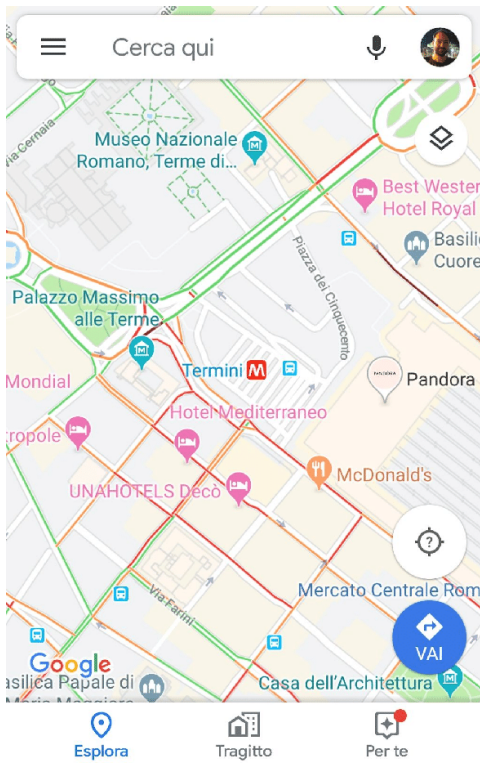 Cerca qui
Via Cernaia
Museo Nazionale
Romano, Terme di...
Best Wester
Hotel Royal
Basili
Cuore
Piazza dei Cinquecento
Palazzo Massimo
alle Terme
Termini M
Mondial
Pandora
Hotel Mediterraneo
ropole
McDonald's
UNAHOTELS Decò
Mercato Centrale Rom
Via Farini
VAI
Google
asilica Papale di
Casa dell'Architettura
Esplora
Tragitto
Per te